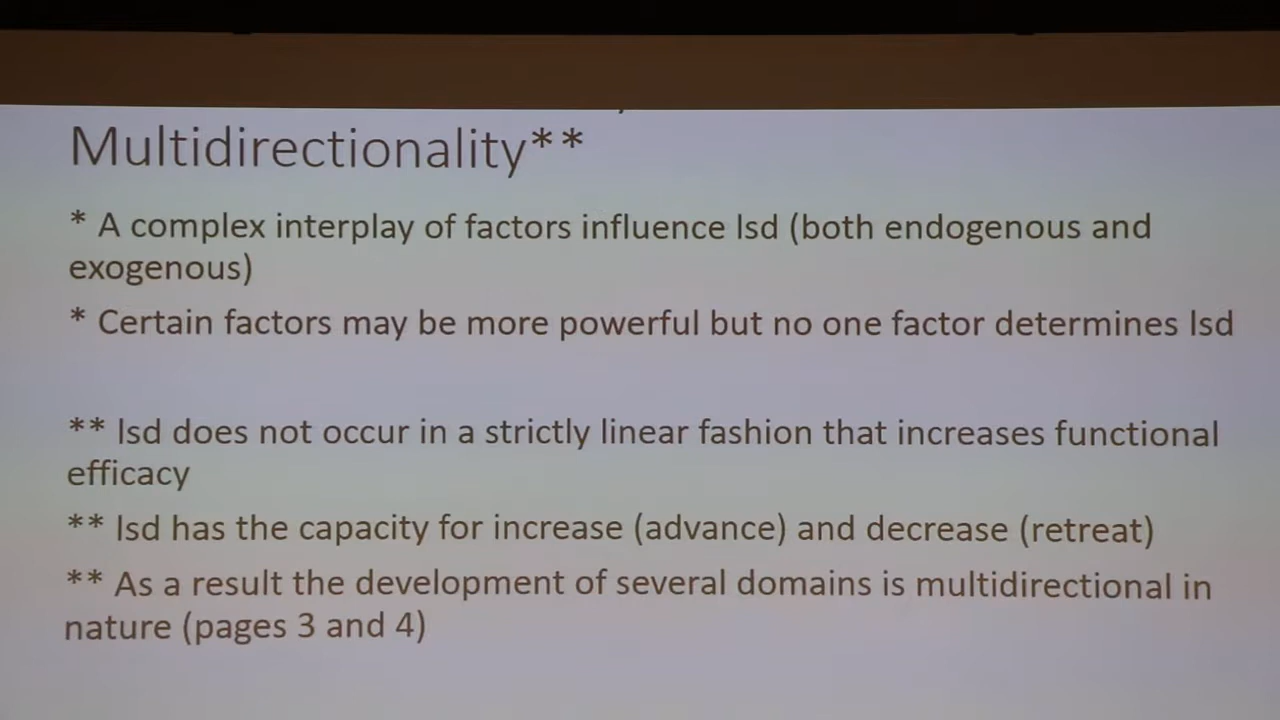 Multidirectionality**
* A complex interplay of factors influence lsd (both endogenous and
exogenous)
* Certain factors may be more powerful but no one factor determines lsd
** lsd does not occur in a strictly linear fashion that increases functional
efficacy
** lsd has the capacity for increase (advance) and decrease (retreat)
** As a result the development of several domains is multidirectional in
nature (pages 3 and 4)